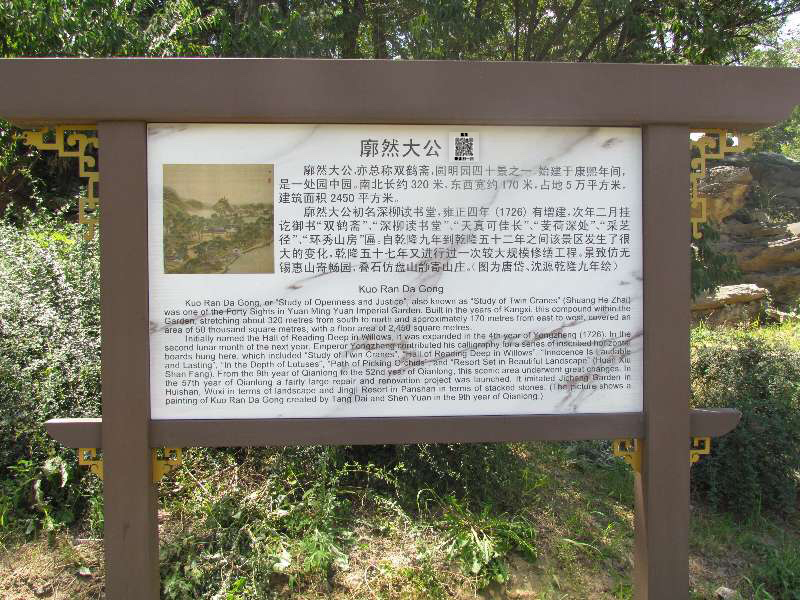 廓然大公
廓然大公,亦总称双鹤斋,圆明园四十景之一。始建于康熙年间,
是一处园中园。南北长约 320 米、东西宽约 170 米,占地 5 万平方米,
建筑面积 2450 平方米。
廓然大公初名深柳读书堂,雍正四年 (1726) 有增建,次年二月挂
讫御书“双鹤斋”、“深柳读书堂”、“天真可佳长”、“菱荷深处”、“采芝
径”、“环秀山房”匾。自乾隆九年到乾隆五十二年之间该景区发生了很
大的变化,乾隆五十七年又进行过一次较大规模修缮工程。景致仿无
锡惠山寄畅园,叠石仿盘山静寄山庄。(图为唐岱、沈源乾隆九年绘)
Kuo Ran Da Gong
Kuo Ran Da Gong, or "Study of Openness and Justice", also known as "Study of Twin Cranes" (Shuang He Zhai)
was one of the Forty Sights in Yuan Ming Yuan Imperial Garden. Built in the years of Kangxi, this compound within the
Garden, stretching about 320 metres from south to north and approximately 170 metres from east to west, covered an
area of 50 thousand square metres, with a floor area of 2,450 square metres.
Initially named the Hall of Reading Deep in Willows, it was expanded in the 4th year of Yongzheng (1726). In the
second lunar month of the next year, Emperor Yongzheng contributed his calligraphy for a series of indicolled horizontal
boards hung here, which included "Study of Twin Cranes", "Hall of Reading Deep in Willows", "Innocence Is Laudable
and Lasting", "In the Depth of Lotuses", "Path of Picking Orchids" and "Resort Set in Beautiful Landscape" (Huan Xiu
Shan Fang). From the 9th year of Qianlong to the 52nd year of Qianlong, this scenic area underwent great changes. In
the 57th year of Qianlong a fairly large repair and renovation project was launched. It imitated Jichang Garden in
Huishan, Wuxi in terms of landscape and Jingji Resort in Panshan in terms of stacked stones. (The picture shows a
painting of Kuo Ran Da Gong created by Tang Dai and Shen Yuan in the 9th year of Qianlong.)